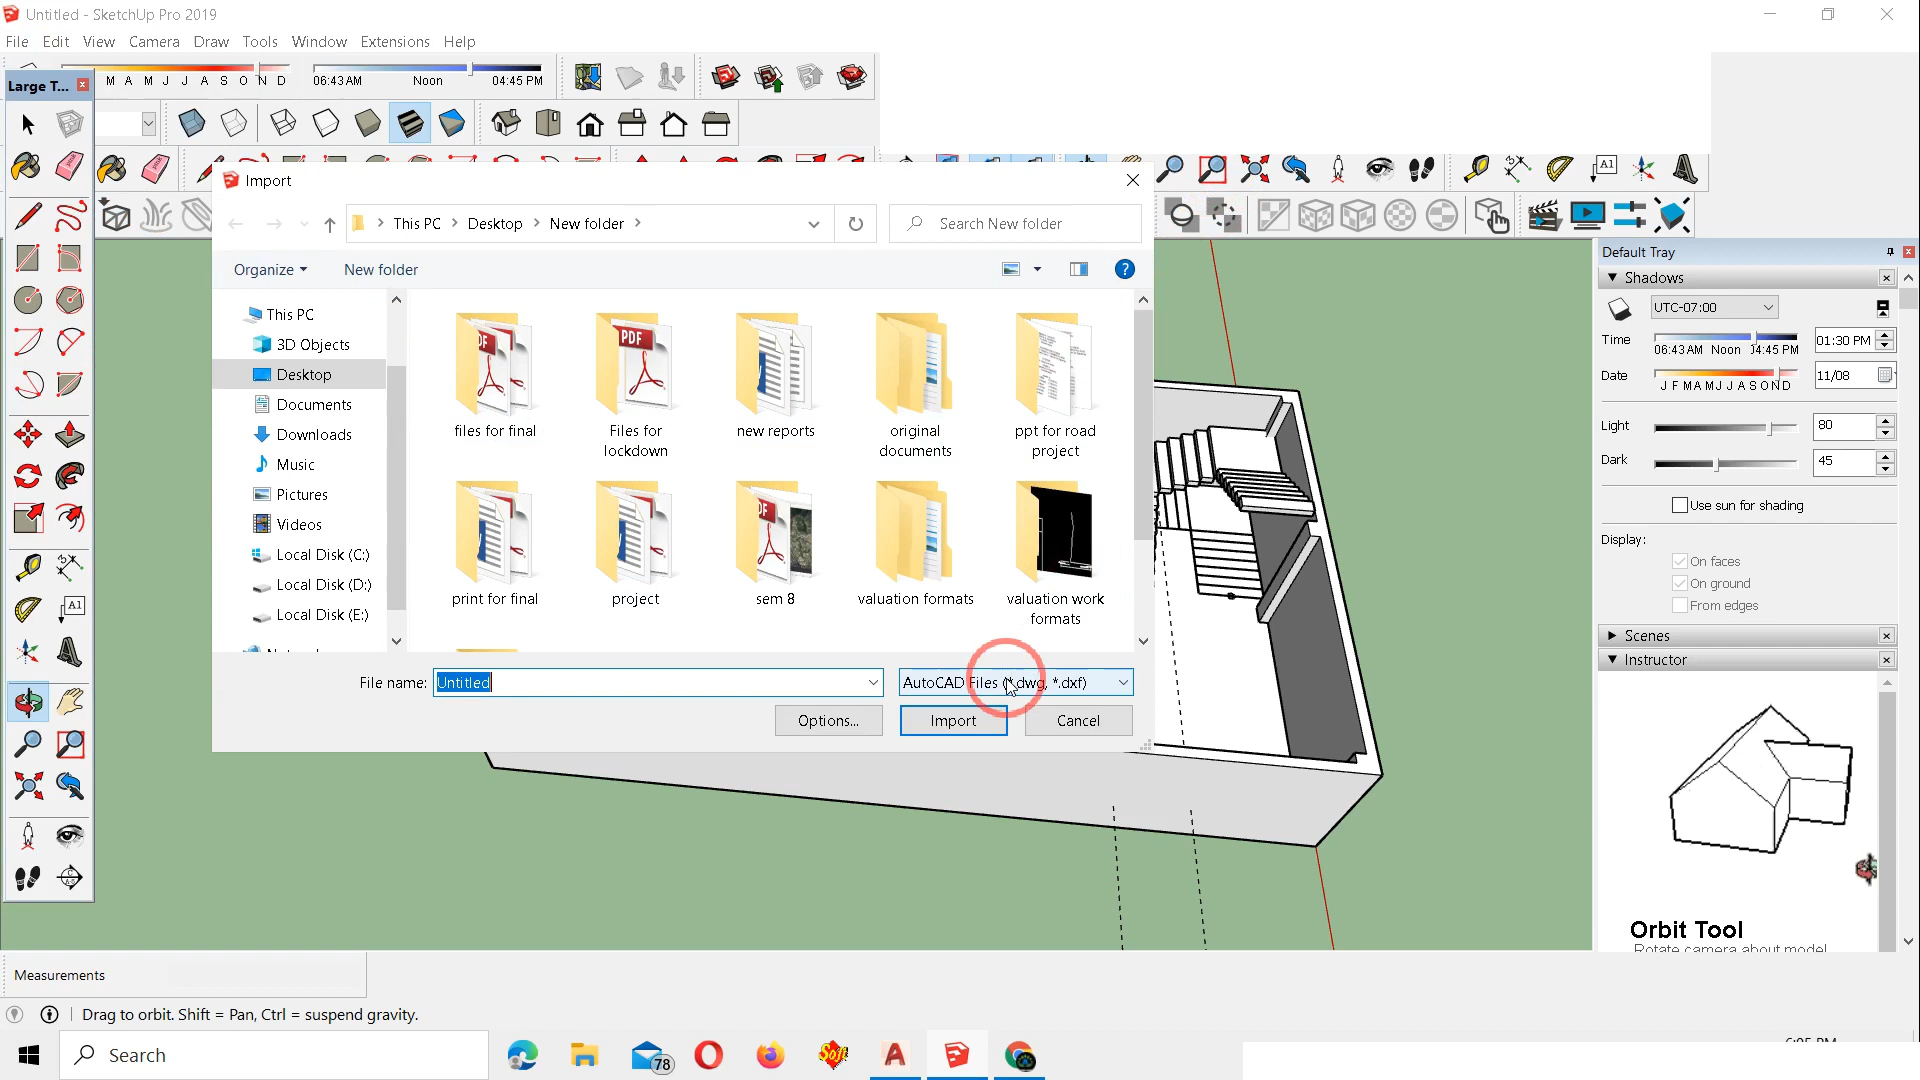 Untitled - SketchUp Pro 2019
File Edit View Camera Draw Tools Window Extensions Help
Large T...
M A M J J A S O N D
06:43 AM Noon 04:45 PM
Import
This PC > Desktop > New folder >
Search New folder
Organize
New folder
This PC
3D Objects
Desktop
Documents
Downloads
Music
Pictures
Videos
Local Disk (C:)
Local Disk (D:)
Local Disk (E:)
files for final
Files for
lockdown
new reports
original
documents
ppt for road
project
print for final
project
sem 8
valuation formats
valuation work
formats
File name: Untitled
AutoCAD Files (*.dwg, *.dxf)
Options...
Import
Cancel
Default Tray
Shadows
UTC-07:00
Time
06:43 AM Noon 04:45 PM
01:30 PM
Date
J F M A M J J A S O N D
11/08
Light
80
Dark
45
Use sun for shading
Display:
On faces
On ground
From edges
Scenes
Instructor
Orbit Tool
Rotate camera about model
Measurements
Drag to orbit. Shift = Pan, Ctrl = suspend gravity.
Search
78